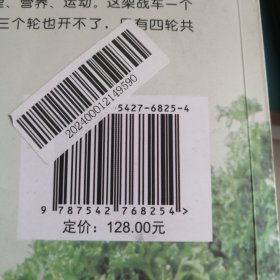 、营养、运动。这架战车一个
三个轮也开不了，只有四轮共
202400012149590
5427-6825-4
9 787542 768254 >
定价：128.00元